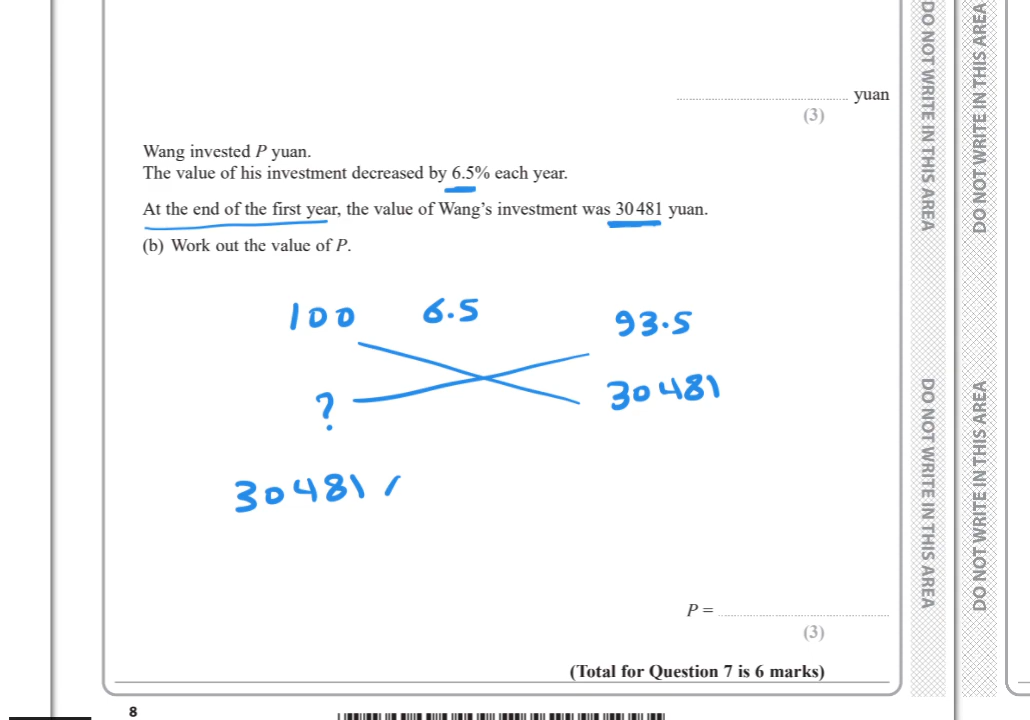 yuan
(3)
Wang invested P yuan.
The value of his investment decreased by 6.5% each year.
At the end of the first year, the value of Wang's investment was 30 481 yuan.
(b) Work out the value of P.
100 6.5 93.5
? 30481
30481
P =
(3)
(Total for Question 7 is 6 marks)
8
DO NOT WRITE IN THIS AREA
DO NOT WRITE IN THIS AREA
DO NOT WRITE IN THIS AREA
DO NOT WRITE IN THIS AREA